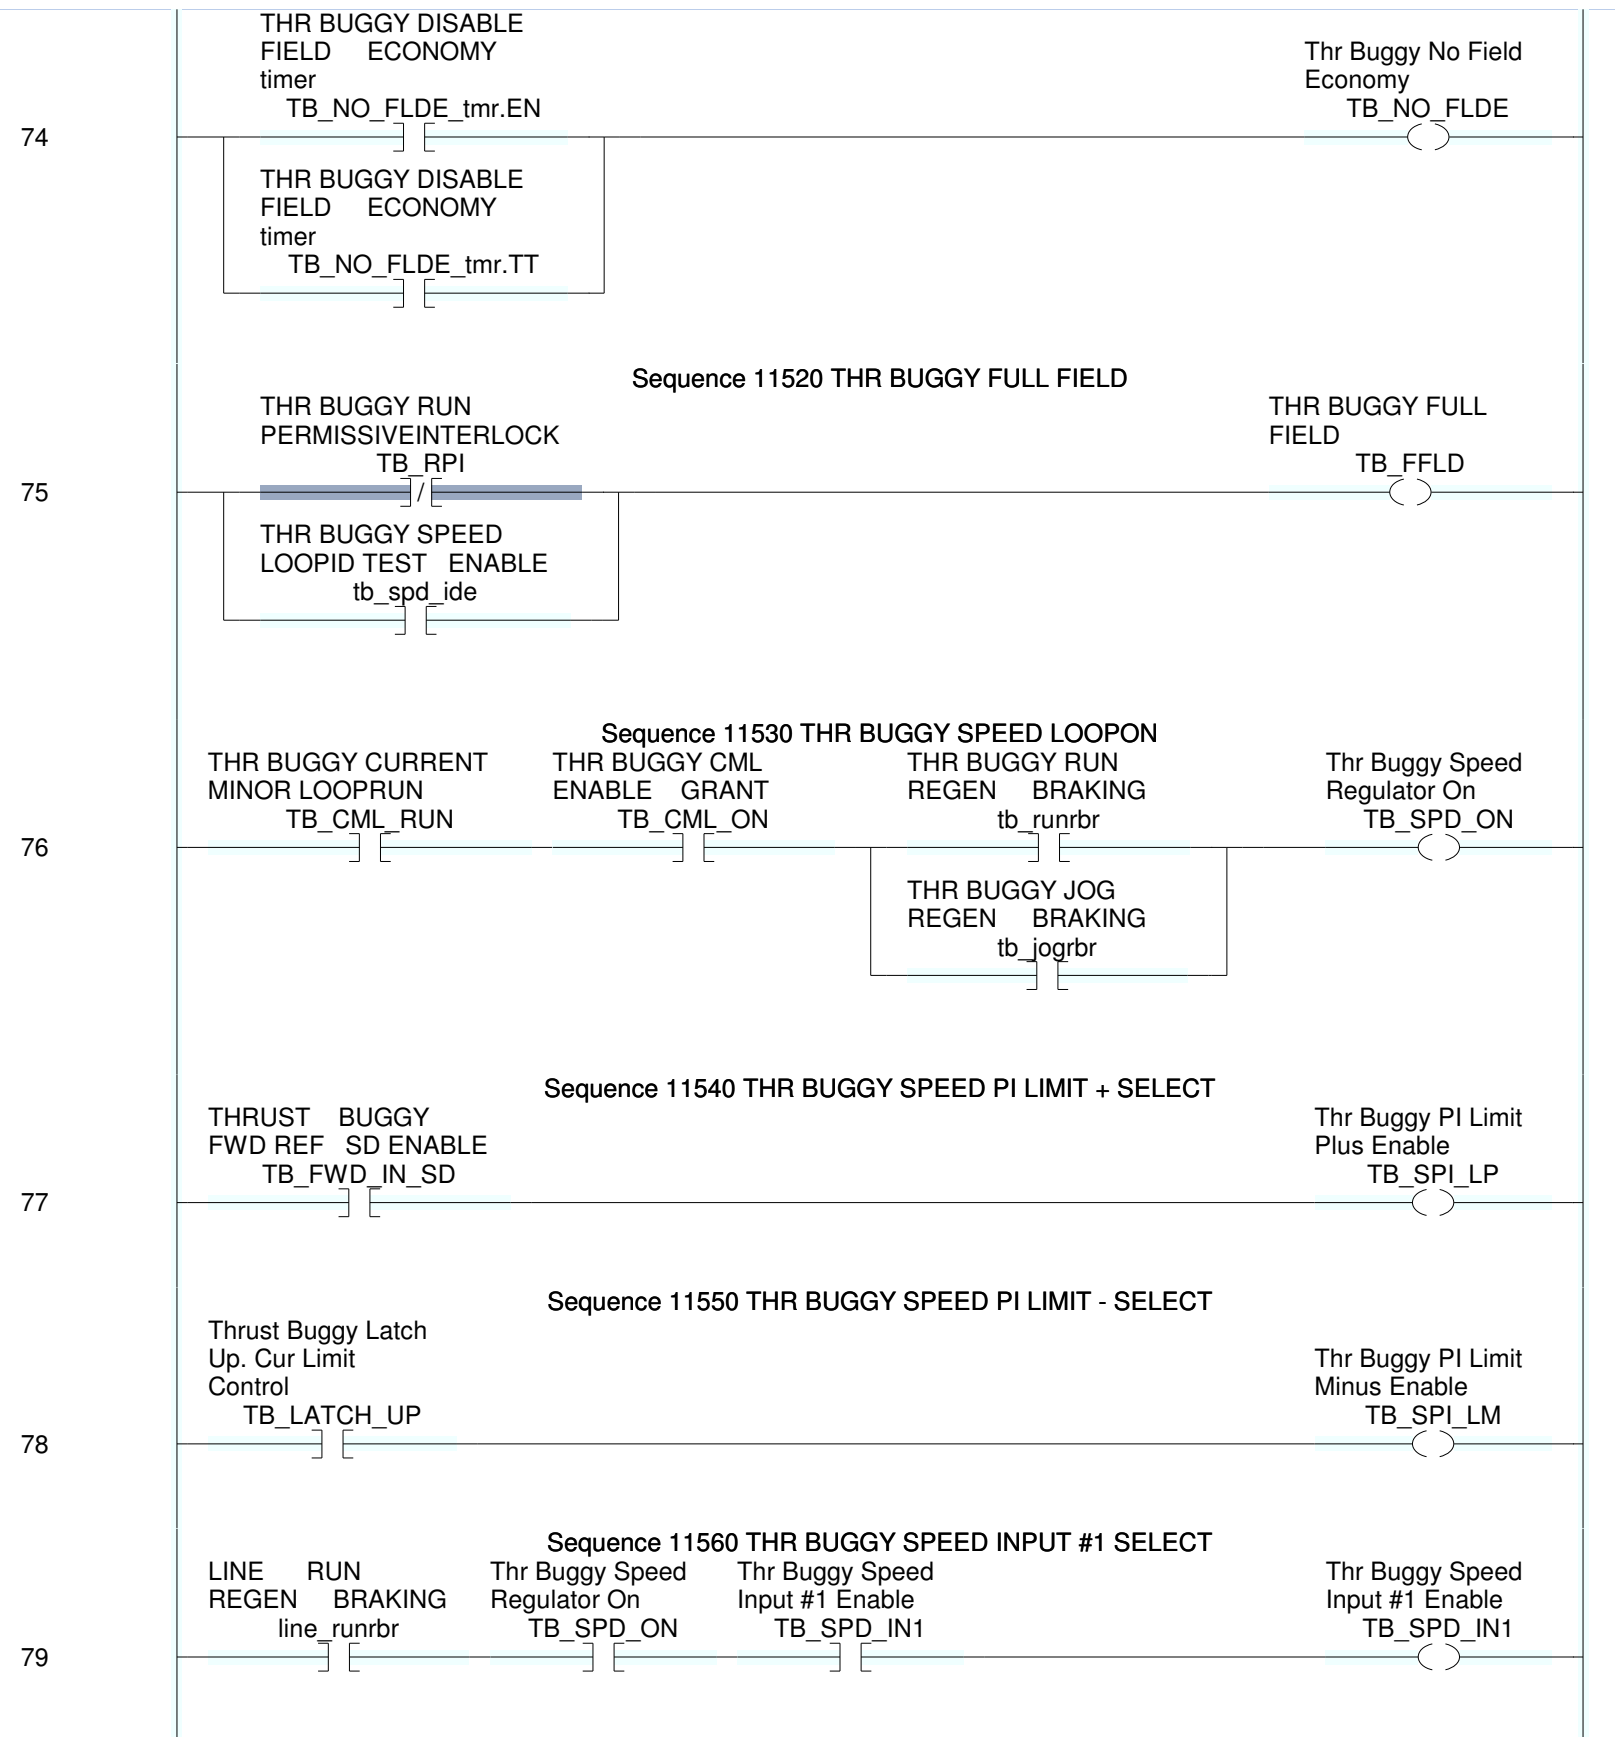 THR BUGGY DISABLE
FIELD ECONOMY
timer
TB_NO_FLDE_tmr.EN
Thr Buggy No Field
Economy
TB_NO_FLDE
74
THR BUGGY DISABLE
FIELD ECONOMY
timer
TB_NO_FLDE_tmr.TT
Sequence 11520 THR BUGGY FULL FIELD
THR BUGGY RUN
PERMISSIVEINTERLOCK
TB_RPI
THR BUGGY FULL
FIELD
TB_FFLD
75
/
THR BUGGY SPEED
LOOPID TEST ENABLE
tb_spd_ide
Sequence 11530 THR BUGGY SPEED LOOPON
THR BUGGY CURRENT
MINOR LOOPRUN
TB_CML_RUN
THR BUGGY CML
ENABLE GRANT
TB_CML_ON
THR BUGGY RUN
REGEN BRAKING
tb_runrbr
Thr Buggy Speed
Regulator On
TB_SPD_ON
76
THR BUGGY JOG
REGEN BRAKING
tb_jogrbr
Sequence 11540 THR BUGGY SPEED PI LIMIT + SELECT
THRUST BUGGY
FWD REF SD ENABLE
TB_FWD_IN_SD
Thr Buggy PI Limit
Plus Enable
TB_SPI_LP
77
Sequence 11550 THR BUGGY SPEED PI LIMIT - SELECT
Thrust Buggy Latch
Up. Cur Limit
Control
TB_LATCH_UP
Thr Buggy PI Limit
Minus Enable
TB_SPI_LM
78
Sequence 11560 THR BUGGY SPEED INPUT #1 SELECT
LINE RUN
REGEN BRAKING
line_runrbr
Thr Buggy Speed
Regulator On
TB_SPD_ON
Thr Buggy Speed
Input #1 Enable
TB_SPD_IN1
Thr Buggy Speed
Input #1 Enable
TB_SPD_IN1
79